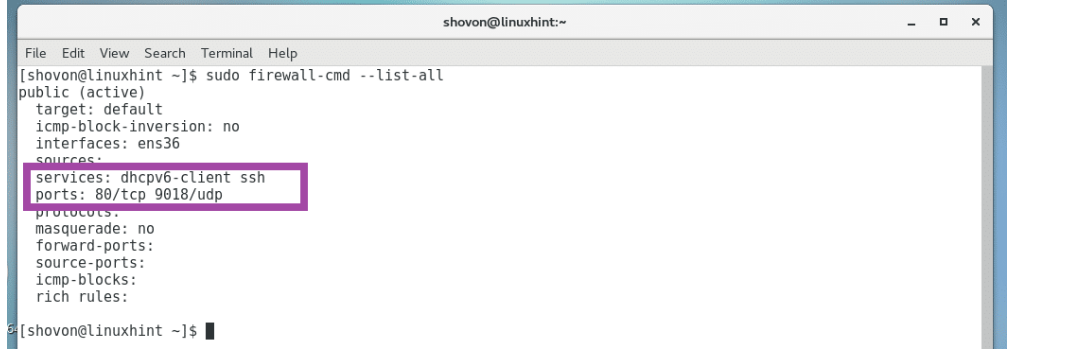 shovon@linuxhint:~
File Edit View Search Terminal Help
[shovon@linuxhint ~]$ sudo firewall-cmd --list-all
public (active)
target: default
icmp-block-inversion: no
interfaces: ens36
sources:
services: dhcpv6-client ssh
ports: 80/tcp 9018/udp
protocols:
masquerade: no
forward-ports:
source-ports:
icmp-blocks:
rich rules:
[shovon@linuxhint ~]$